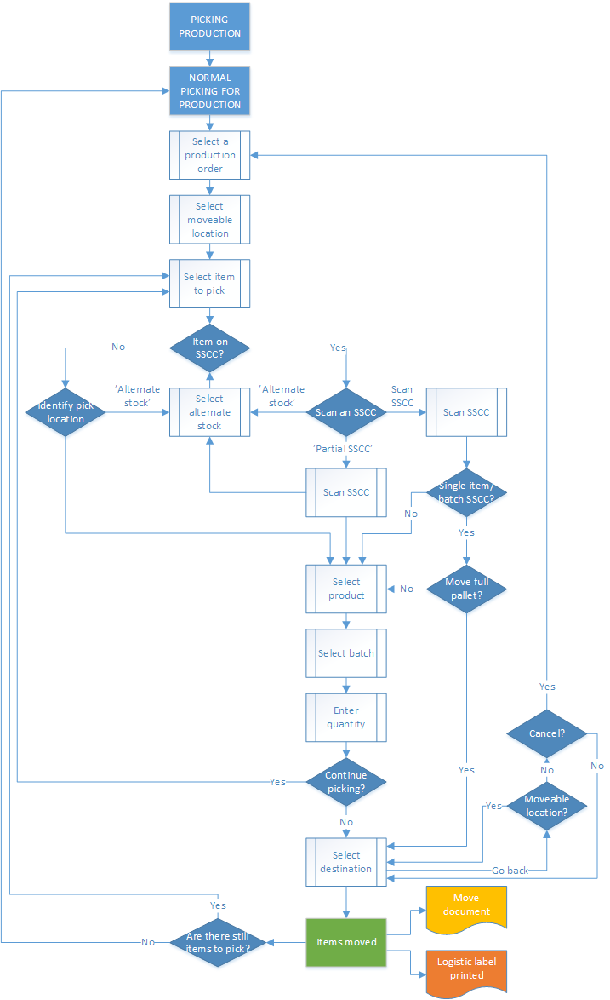 PICKING
PRODUCTION
NORMAL
PICKING FOR
PRODUCTION
Select a
production
order
Select
moveable
location
Select item
to pick
Item on
SSCC?
No
Yes
'Alternate
stock'
'Alternate
stock'
Scan
SSCC
Identify pick
location
Select
alternate
stock
Scan an SSCC
Scan SSCC
'Partial SSCC'
Scan SSCC
Single item/
batch SSCC?
No
Yes
Select
product
No
Move full
pallet?
Select batch
Enter
quantity
Yes
Cancel?
No
Yes
Continue
picking?
Yes
No
Yes
Moveable
location?
No
Select
destination
Go back
Move
document
Yes
No
Are there still
items to pick?
Items moved
Logistic label
printed